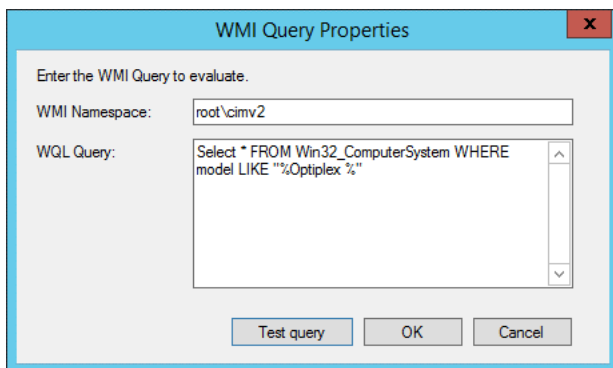 WMI Query Properties
x
Enter the WMI Query to evaluate.
WMI Namespace:
root\cimv2
WQL Query:
Select * FROM Win32_ComputerSystem WHERE
model LIKE "%Optiplex %"
Test query
OK
Cancel